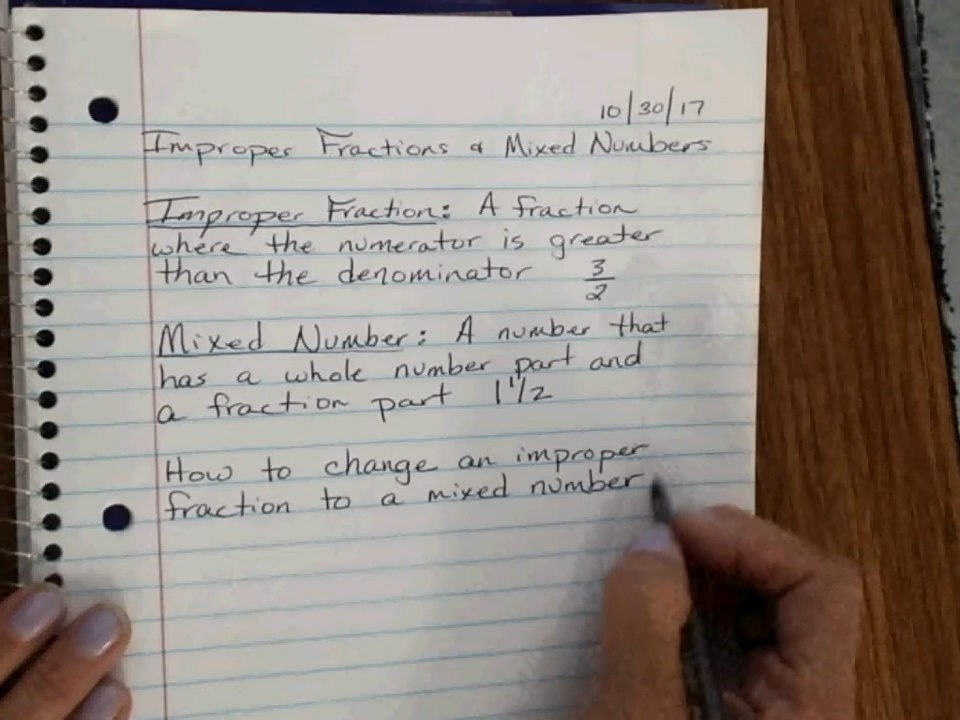 10/30/17
Improper Fractions & Mixed Numbers
Improper Fraction: A fraction
where the numerator is greater
than the denominator 3/2
Mixed Number: A number that
has a whole number part and
a fraction part 1 1/2
How to change an improper
fraction to a mixed number